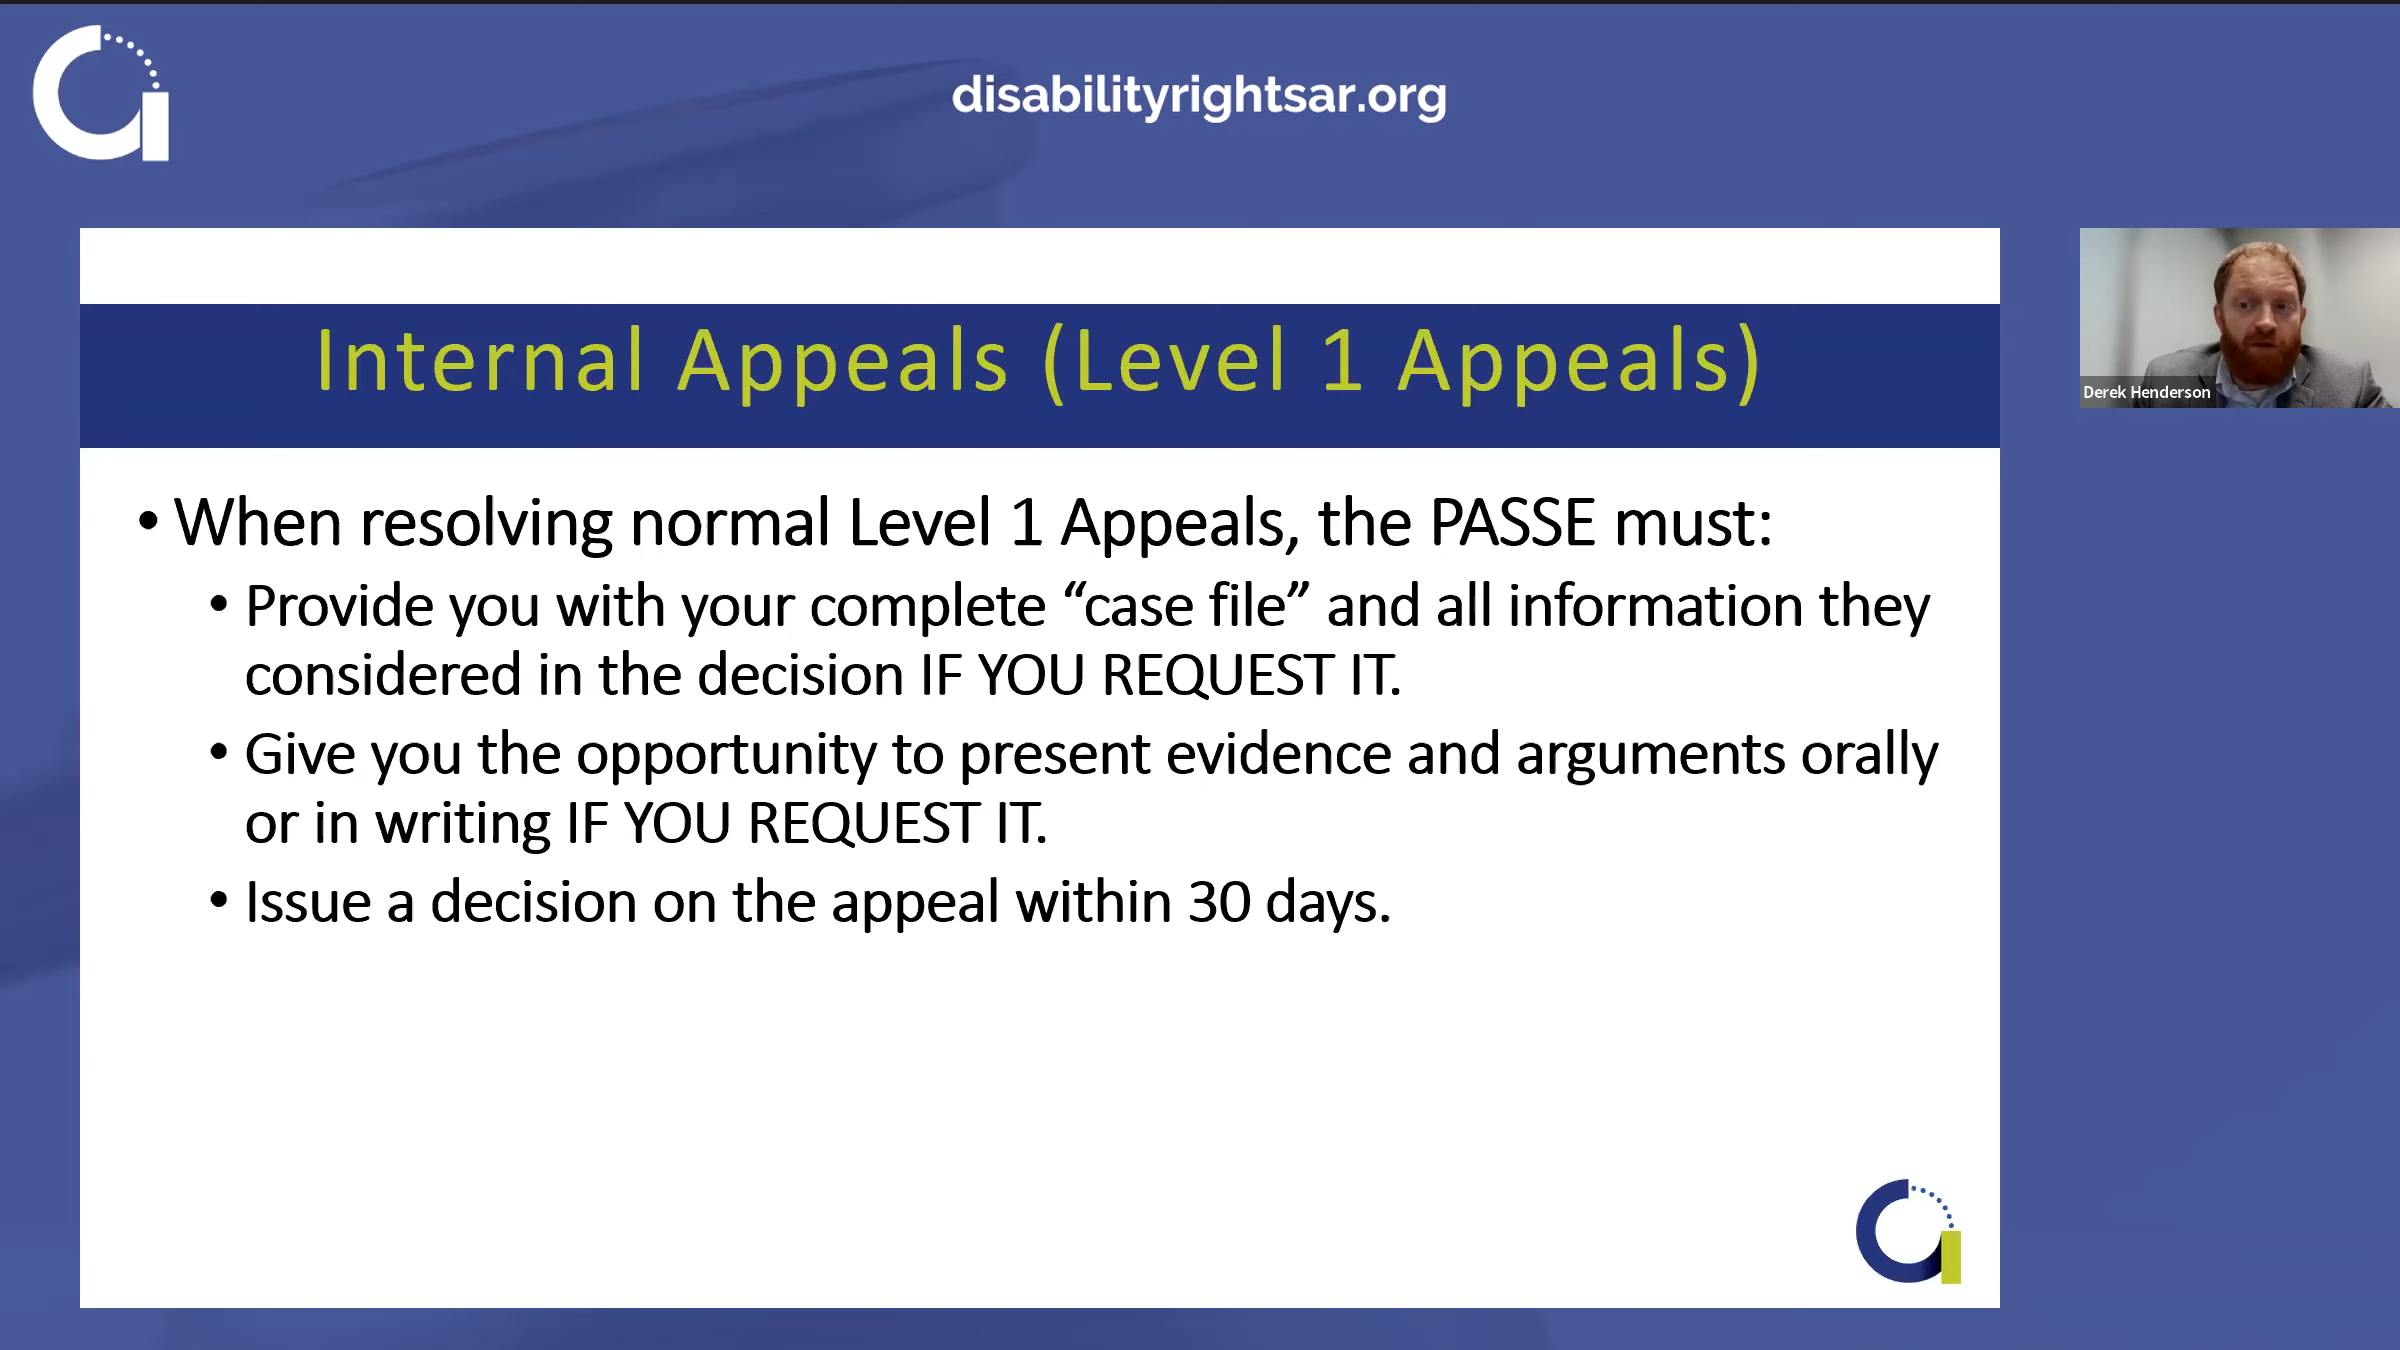 disabilityrightsar.org
Internal Appeals (Level 1 Appeals)
Derek Henderson
• When resolving normal Level 1 Appeals, the PASSE must:
• Provide you with your complete “case file” and all information they
considered in the decision IF YOU REQUEST IT.
• Give you the opportunity to present evidence and arguments orally
or in writing IF YOU REQUEST IT.
• Issue a decision on the appeal within 30 days.